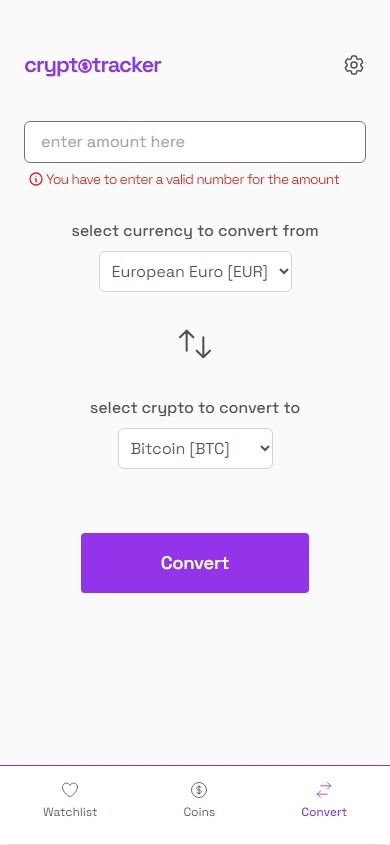 cryptotracker
enter amount here
You have to enter a valid number for the amount
select currency to convert from
European Euro [EUR]
select crypto to convert to
Bitcoin [BTC]
Convert
Watchlist Coins Convert